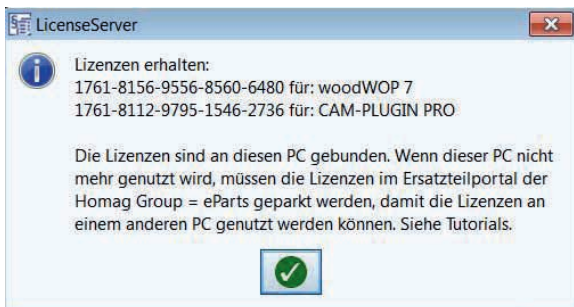 LicenseServer
Lizenzen erhalten:
1761-8156-9556-8560-6480 für: woodWOP 7
1761-8112-9795-1546-2736 für: CAM-PLUGIN PRO
Die Lizenzen sind an diesen PC gebunden. Wenn dieser PC nicht
mehr genutzt wird, müssen die Lizenzen im Ersatzteilportal der
Homag Group = eParts geparkt werden, damit die Lizenzen an
einem anderen PC genutzt werden können. Siehe Tutorials.